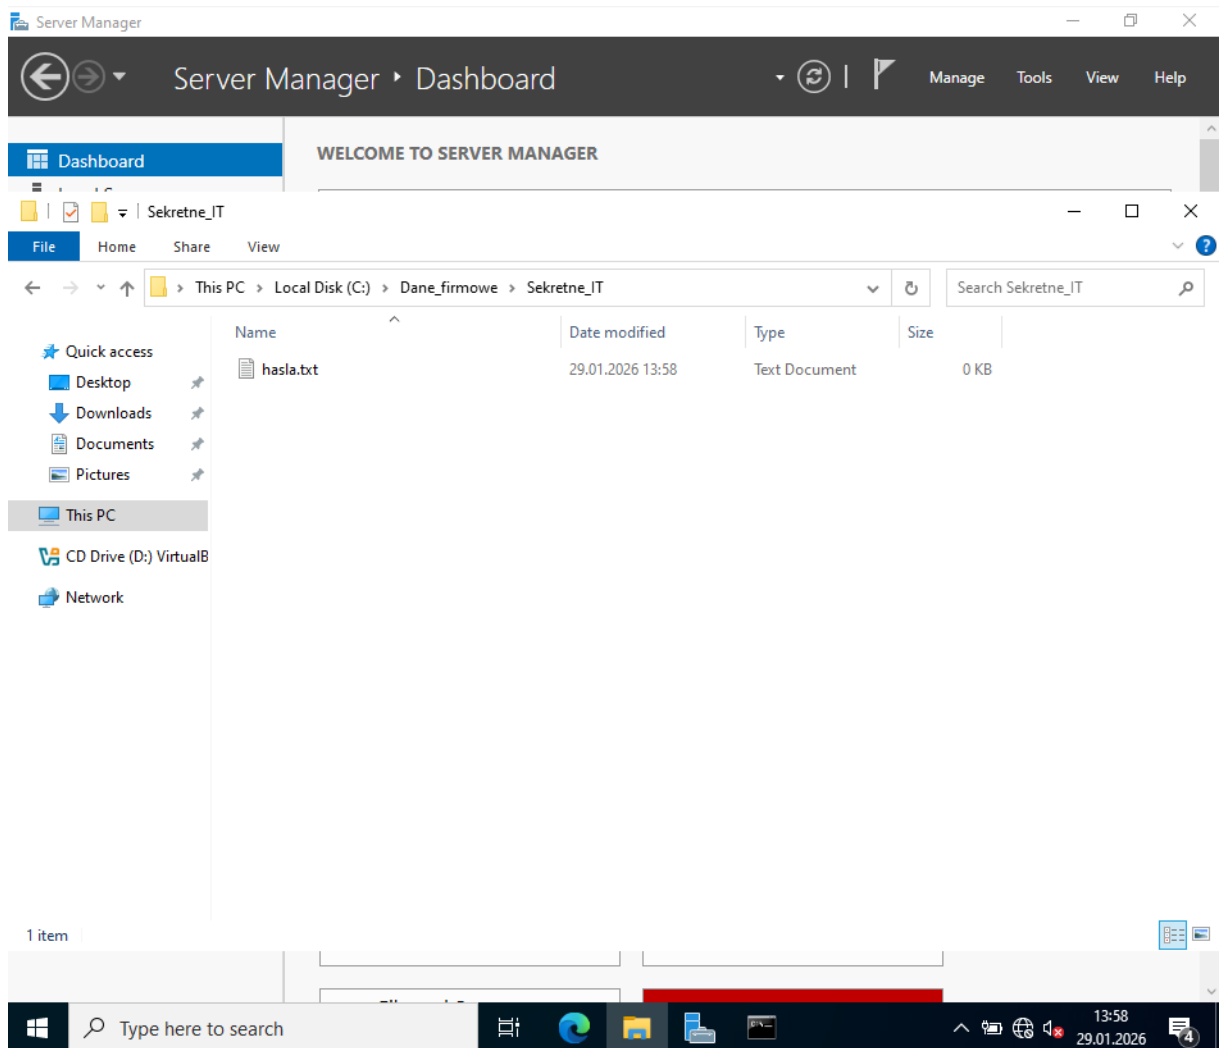 Server Manager
Server Manager Dashboard
Manage Tools View Help
Dashboard
WELCOME TO SERVER MANAGER
Sekretne_IT
File Home Share View
This PC Local Disk (C:) Dane_firmowe Sekretne_IT
Search Sekretne_IT
Name Date modified Type Size
hasla.txt 29.01.2026 13:58 Text Document 0 KB
Quick access
Desktop
Downloads
Documents
Pictures
This PC
CD Drive (D:) VirtualB
Network
1 item
Type here to search
13:58
29.01.2026
4